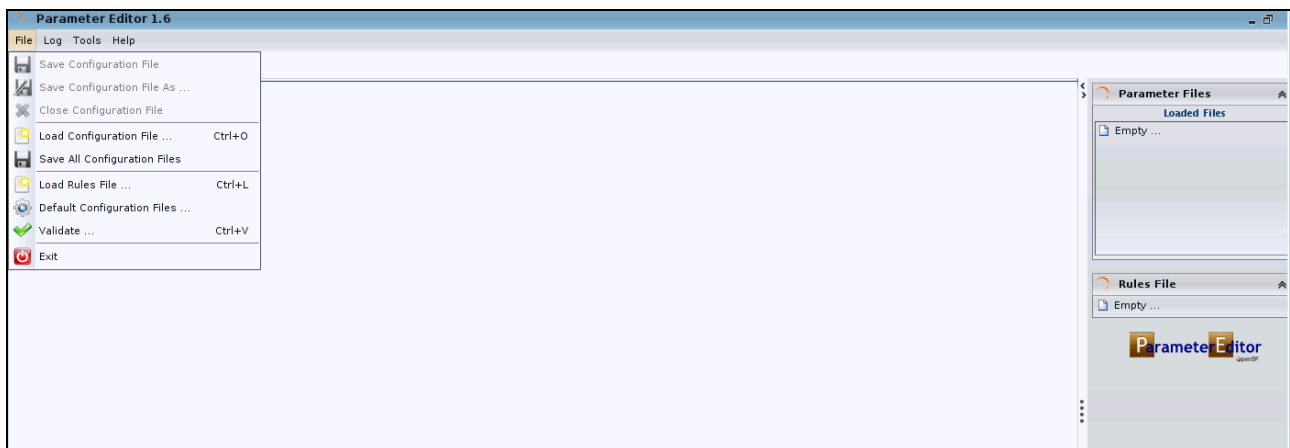 Parameter Editor 1.6
File Log Tools Help
Save Configuration File
Save Configuration File As ...
Close Configuration File
Load Configuration File ... Ctrl+O
Save All Configuration Files
Load Rules File ... Ctrl+L
Default Configuration Files ...
Validate ... Ctrl+V
Exit
Parameter Files
Loaded Files
Empty ...
Rules File
Empty ...
ParameterEditor
openSF